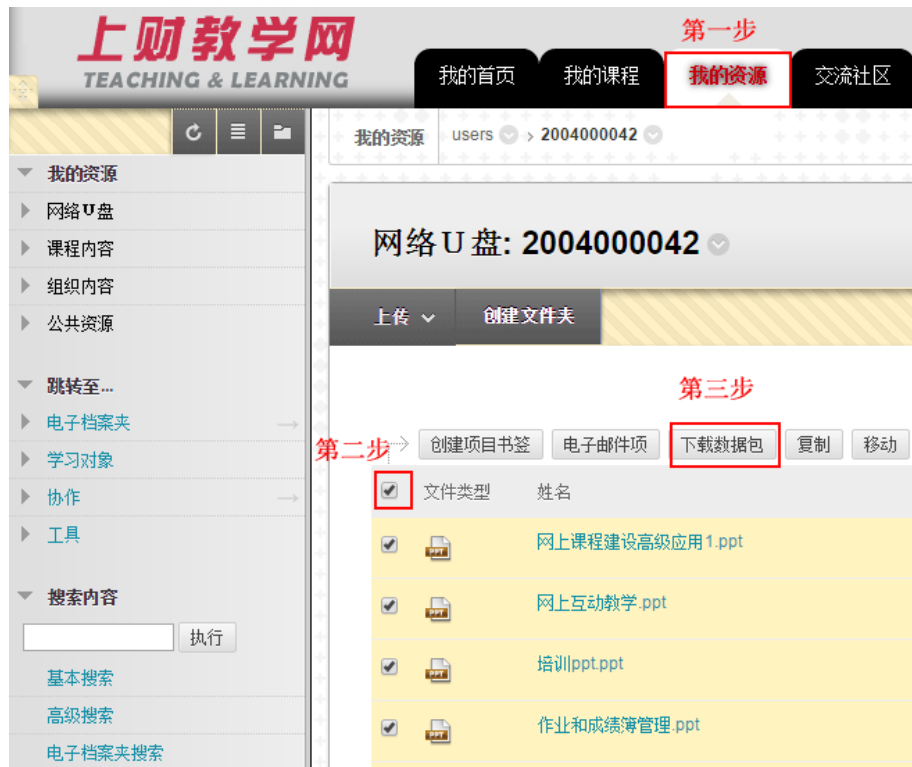 上财教学网
TEACHING & LEARNING
第一步
我的首页 我的课程 我的资源 交流社区
我的资源 users > 2004000042
我的资源
网络U盘
课程内容
组织内容
公共资源
跳转至...
电子档案夹
学习对象
协作
工具
搜索内容
执行
基本搜索
高级搜索
电子档案夹搜索
网络U盘: 2004000042
上传 创建文件夹
第三步
第二步
创建项目书签 电子邮件项 下载数据包 复制 移动
文件类型 姓名
网上课程建设高级应用1.ppt
网上互动教学.ppt
培训ppt.ppt
作业和成绩簿管理.ppt